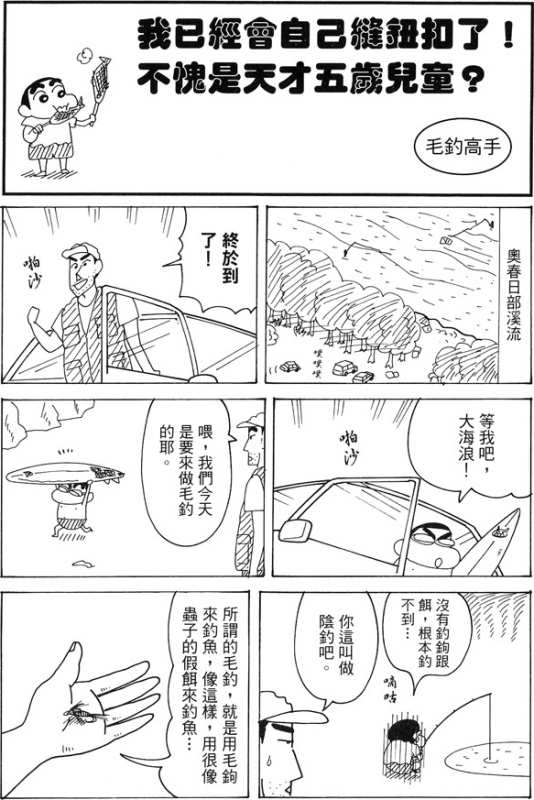 我已經會自己縫鈕扣了！
不愧是天才五歲兒童？
毛釣高手
奧春日部溪流
噗噗噗
終於到
了！
啪沙
等我吧，
大海浪！
啪沙
喂，我們今天
是要來做毛釣
的耶。
沒有釣鉤跟
餌，根本釣
不到…
嘀咕
你這叫做
陰釣吧。
所謂的毛釣，就是用毛鉤
來釣魚，像這樣，用很像
蟲子的假餌來釣魚…